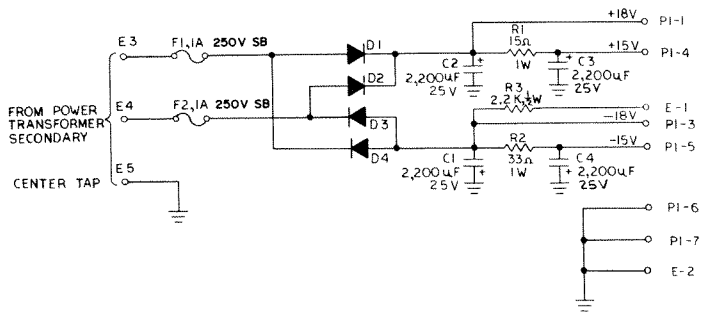 +18V
P1-1
E3
F1,1A 250V SB
D1
R1
15Ω
1W
+15V
P1-4
C2
2,200uF
25V
+
C3
2,200uF
25V
+
D2
R3
2.2K,½W
E-1
FROM POWER
TRANSFORMER
SECONDARY
E4
F2,1A 250V SB
D3
-18V
P1-3
D4
R2
33Ω
1W
-15V
P1-5
C1
2,200uF
25V
+
C4
2,200uF
25V
+
CENTER TAP
E5
P1-6
P1-7
E-2